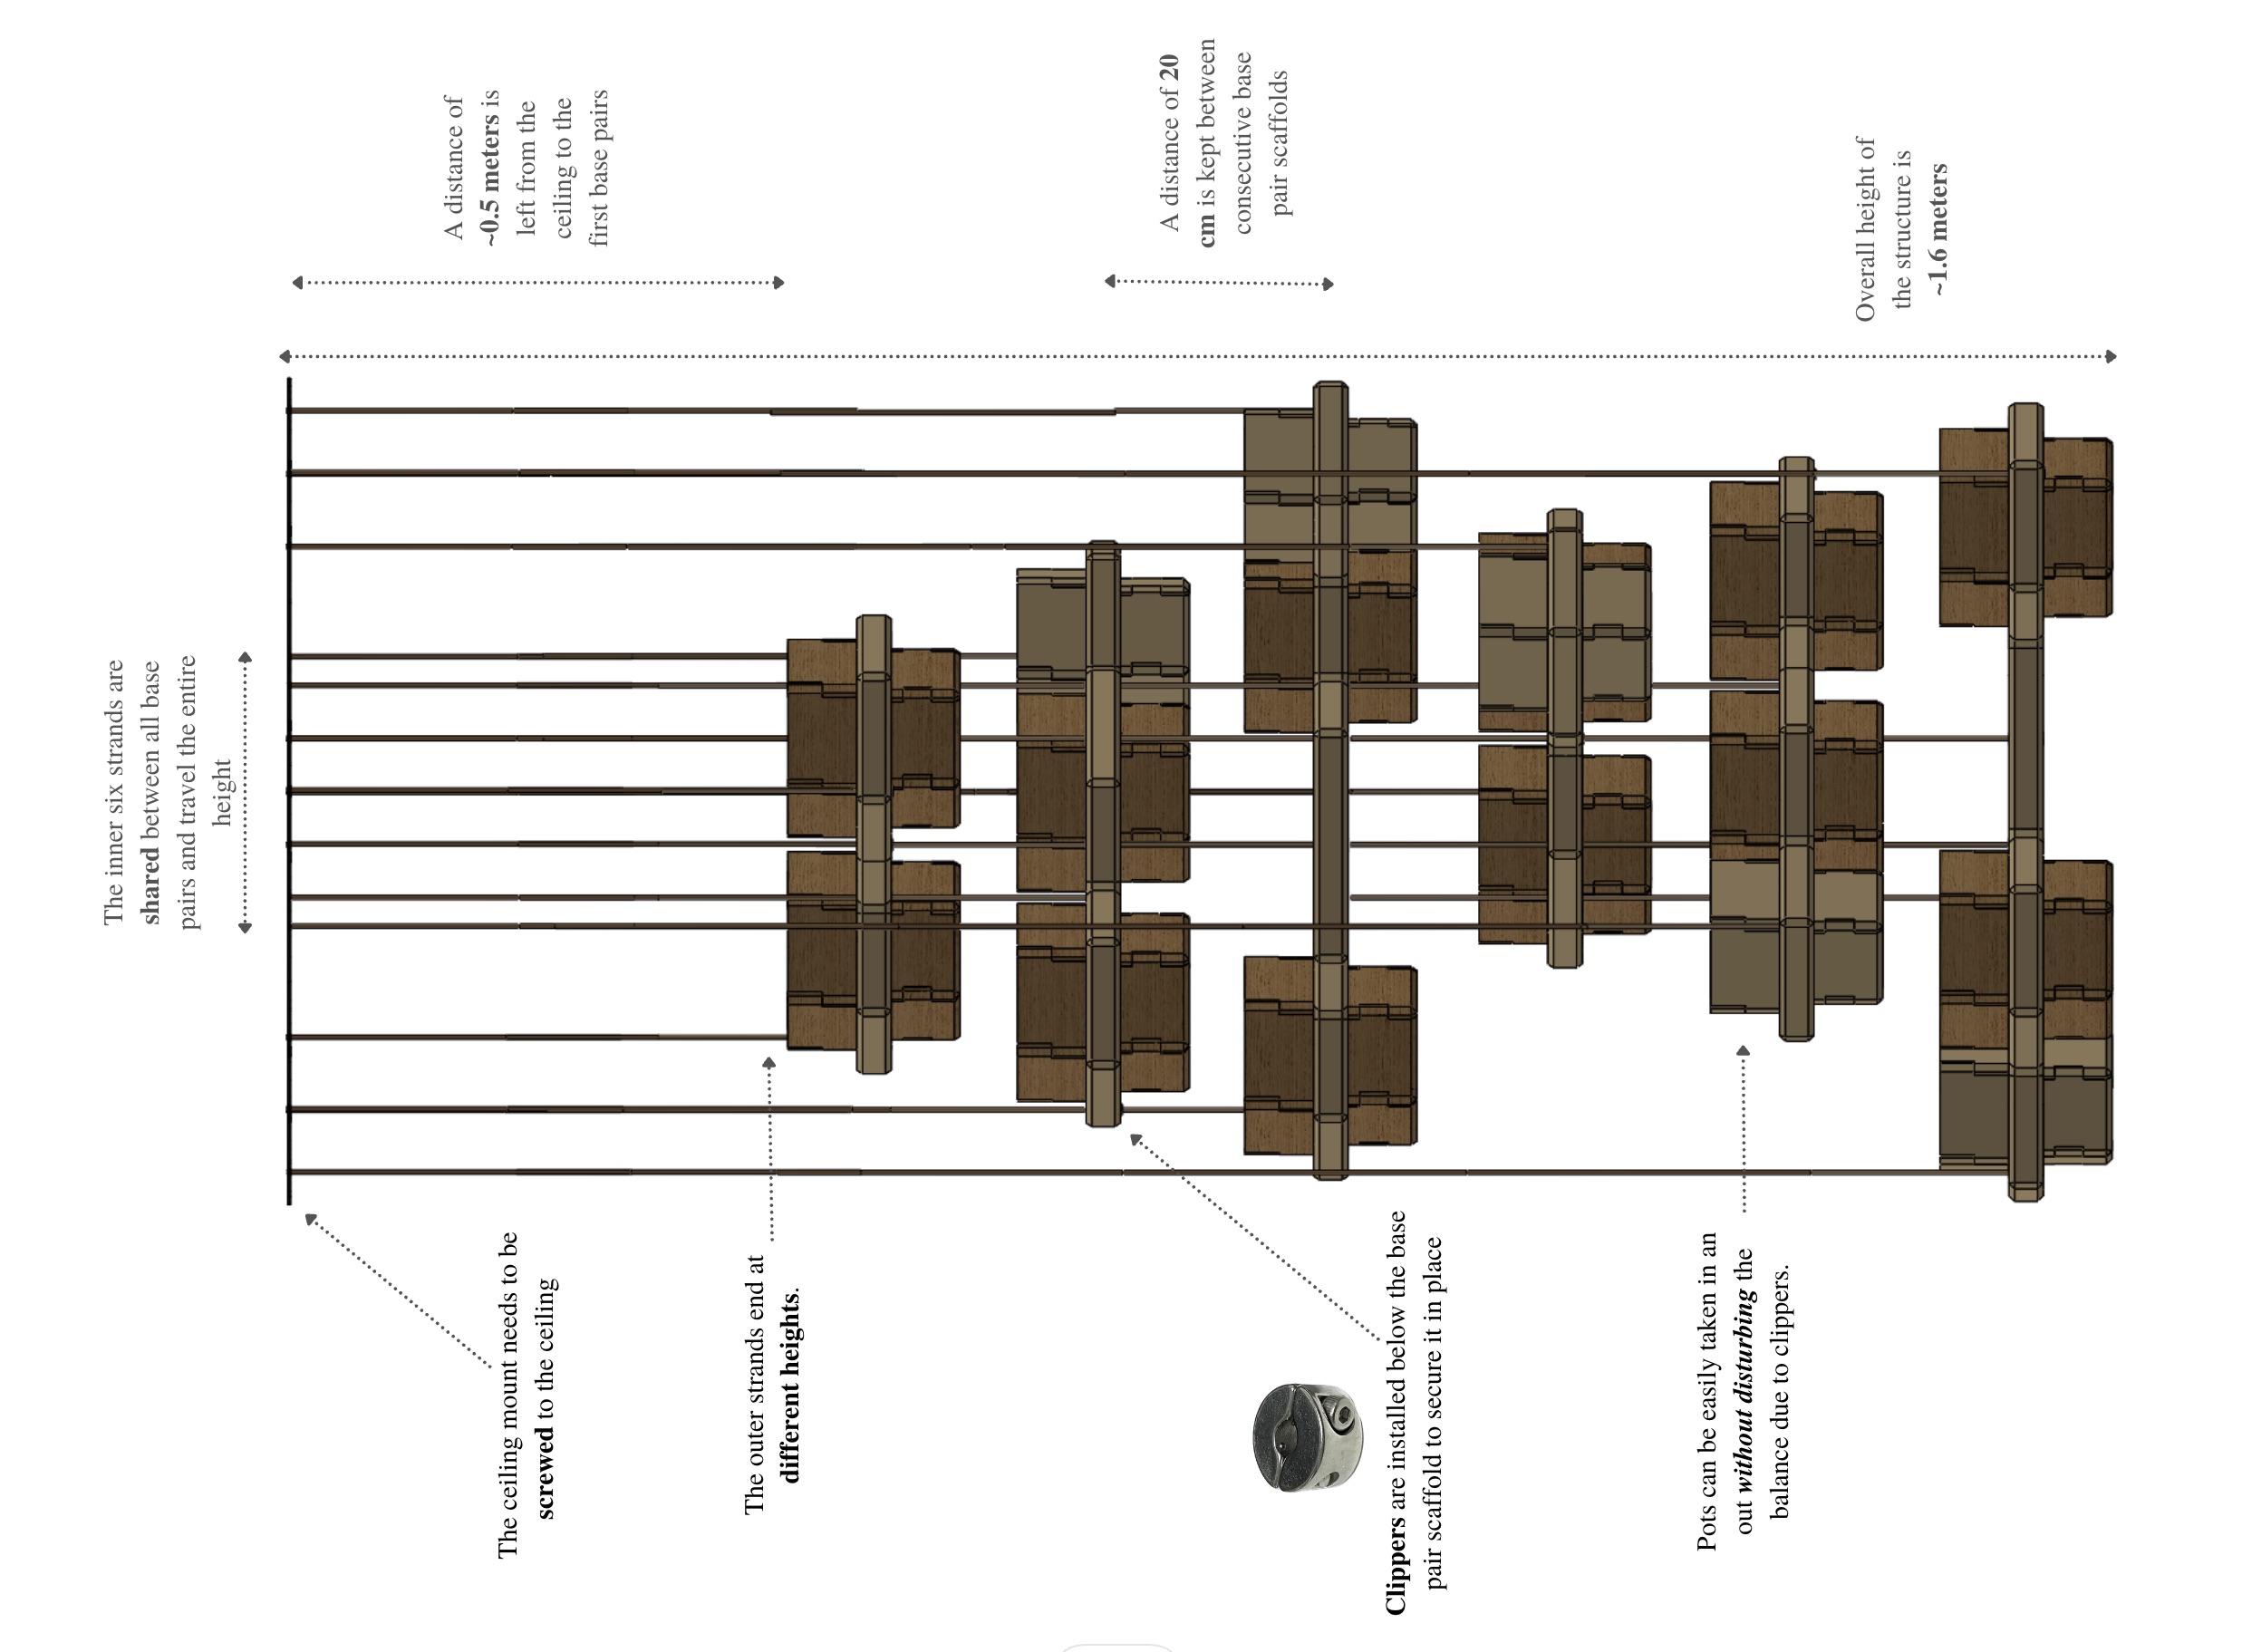 The inner six strands are
shared between all base
pairs and travel the entire
height
A distance of
~0.5 meters is
left from the
ceiling to the
first base pairs
The ceiling mount needs to be
screwed to the ceiling
The outer strands end at
different heights.
A distance of 20
cm is kept between
consecutive base
pair scaffolds
Clippers are installed below the base
pair scaffold to secure it in place
Pots can be easily taken in an
out without disturbing the
balance due to clippers.
Overall height of
the structure is
~1.6 meters